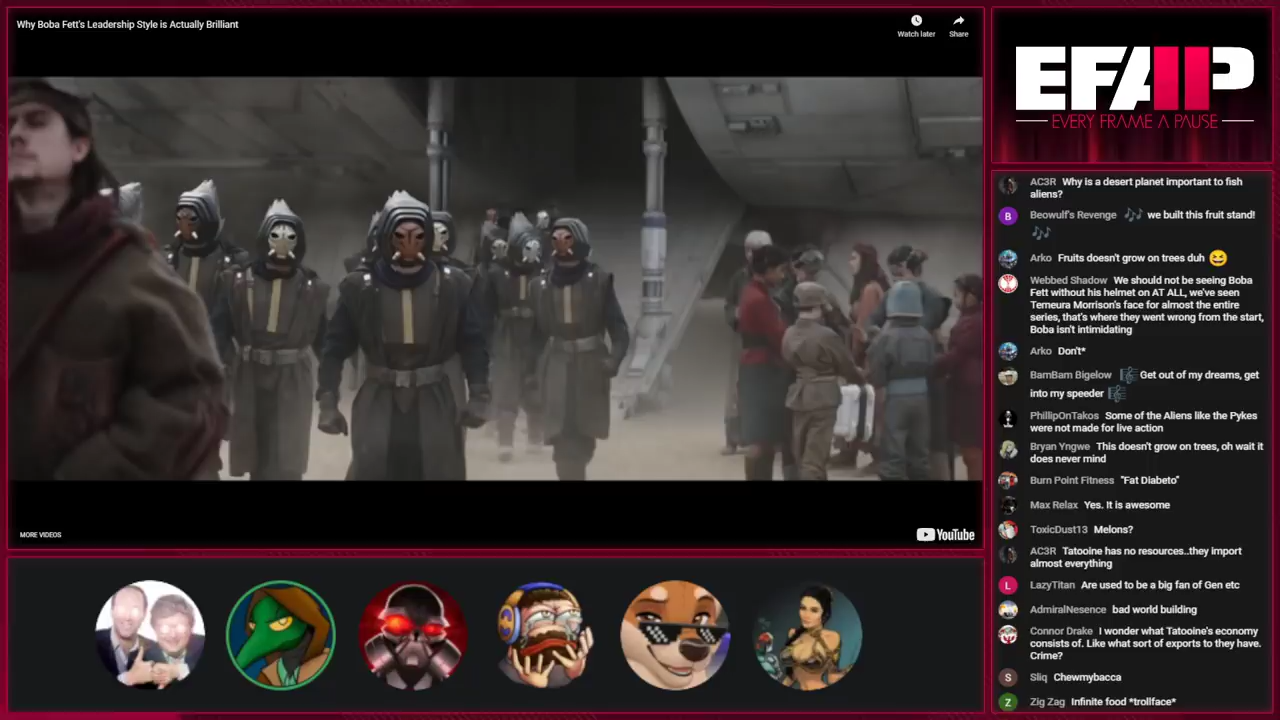 Why Boba Fett's Leadership Style is Actually Brilliant
Watch later
Share
MORE VIDEOS
YouTube
EFAP
EVERY FRAME A PAUSE
AC3R Why is a desert planet important to fish
aliens?
B
Beowulf's Revenge 🎶 we built this fruit stand!
🎶
Arko Fruits doesn't grow on trees duh 😆
Webbed Shadow We should not be seeing Boba
Fett without his helmet on AT ALL, we've seen
Temeura Morrison's face for almost the entire
series, that's where they went wrong from the start,
Boba isn't intimidating
Arko Don't*
BamBam Bigelow 🎼 Get out of my dreams, get
into my speeder 🎼
PhillipOnTakos Some of the Aliens like the Pykes
were not made for live action
Bryan Yngwe This doesn't grow on trees, oh wait it
does never mind
Burn Point Fitness "Fat Diabeto"
Max Relax Yes. It is awesome
ToxicDust13 Melons?
AC3R Tatooine has no resources..they import
almost everything
L
LazyTitan Are used to be a big fan of Gen etc
AdmiralNesence bad world building
Connor Drake I wonder what Tatooine's economy
consists of. Like what sort of exports to they have.
Crime?
S
Sliq Chewmybacca
Z
Zig Zag Infinite food *trollface*